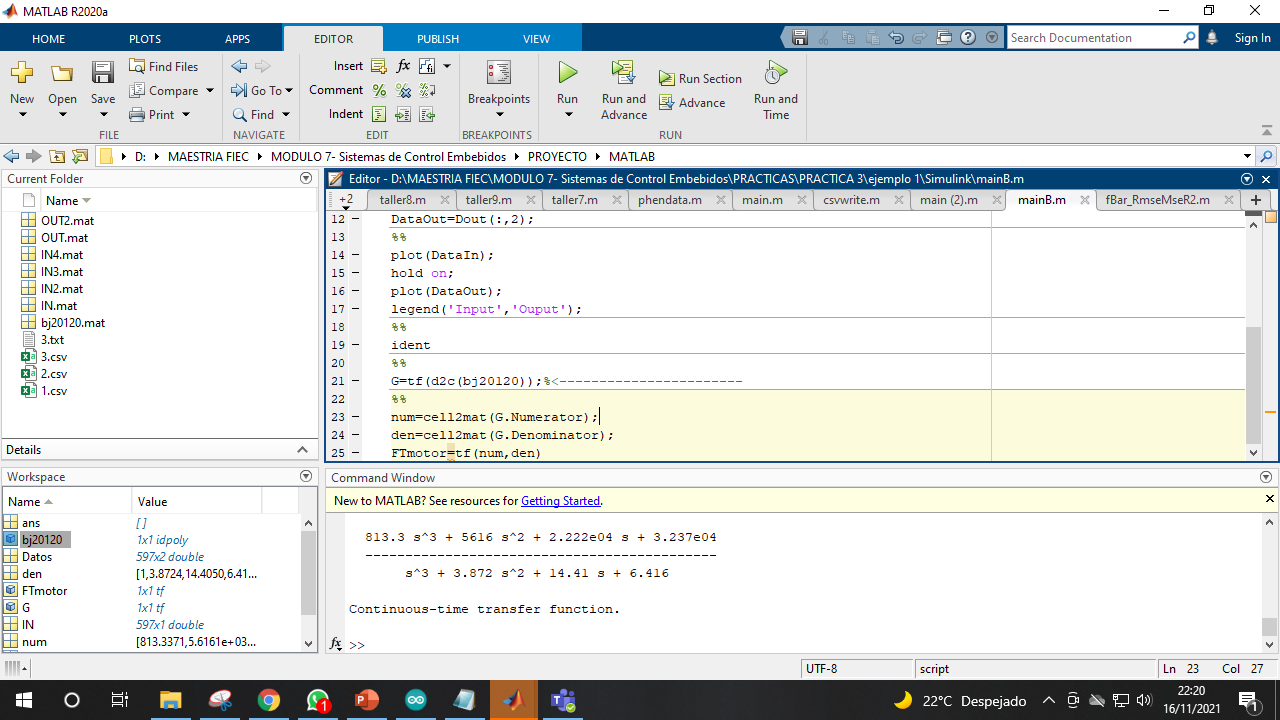 MATLAB R2020a
HOME PLOTS APPS EDITOR PUBLISH VIEW Search Documentation Sign In
New Open Save Find Files Compare Print Go To Find Insert fx Comment Indent Breakpoints Run Run and Advance Run Section Advance Run and Time
FILE NAVIGATE EDIT BREAKPOINTS RUN
D: MAESTRIA FIEC MODULO 7- Sistemas de Control Embebidos PROYECTO MATLAB
Current Folder
Name
OUT2.mat
OUT.mat
IN4.mat
IN3.mat
IN2.mat
IN.mat
bj20120.mat
3.txt
3.csv
2.csv
1.csv
Details
Workspace
Name Value
ans []
bj20120 1x1 idpoly
Datos 597x2 double
den [1,3.8724,14.4050,6.41...
FTmotor 1x1 tf
G 1x1 tf
IN 597x1 double
num [813.3371,5.6161e+03...
Editor - D:\MAESTRIA FIEC\MODULO 7- Sistemas de Control Embebidos\PRACTICAS\PRACTICA 3\ejemplo 1\Simulink\mainB.m
+2 taller8.m taller9.m taller7.m phendata.m main.m csvwrite.m main (2).m mainB.m fBar_RmseMseR2.m
12 DataOut=Dout(:,2);
13 %%
14 plot(DataIn);
15 hold on;
16 plot(DataOut);
17 legend('Input','Ouput');
18 %%
19 ident
20 %%
21 G=tf(d2c(bj20120));%<-----------------------
22 %%
23 num=cell2mat(G.Numerator);
24 den=cell2mat(G.Denominator);
25 FTmotor=tf(num,den)
Command Window
New to MATLAB? See resources for Getting Started.
813.3 s^3 + 5616 s^2 + 2.222e04 s + 3.237e04
--------------------------------------------
s^3 + 3.872 s^2 + 14.41 s + 6.416
Continuous-time transfer function.
fx >>
UTF-8 script Ln 23 Col 27
1 22°C Despejado 22:20
16/11/2021 1